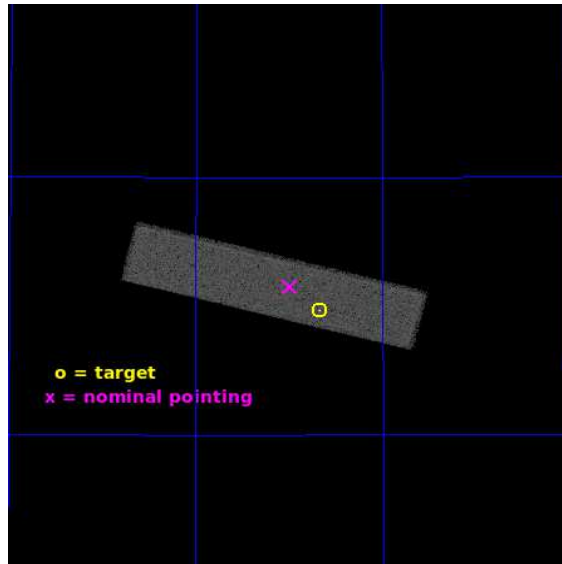 o = target
x = nominal pointing